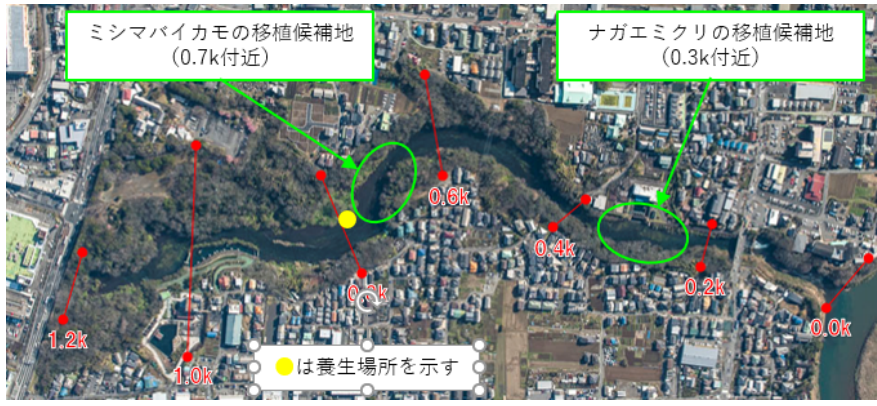 ミシマバイカモの移植候補地
（0.7k付近）
ナガエミクリの移植候補地
（0.3k付近）
0.6k
0.4k
0.2k
0.0k
1.2k
1.0k
は養生場所を示す